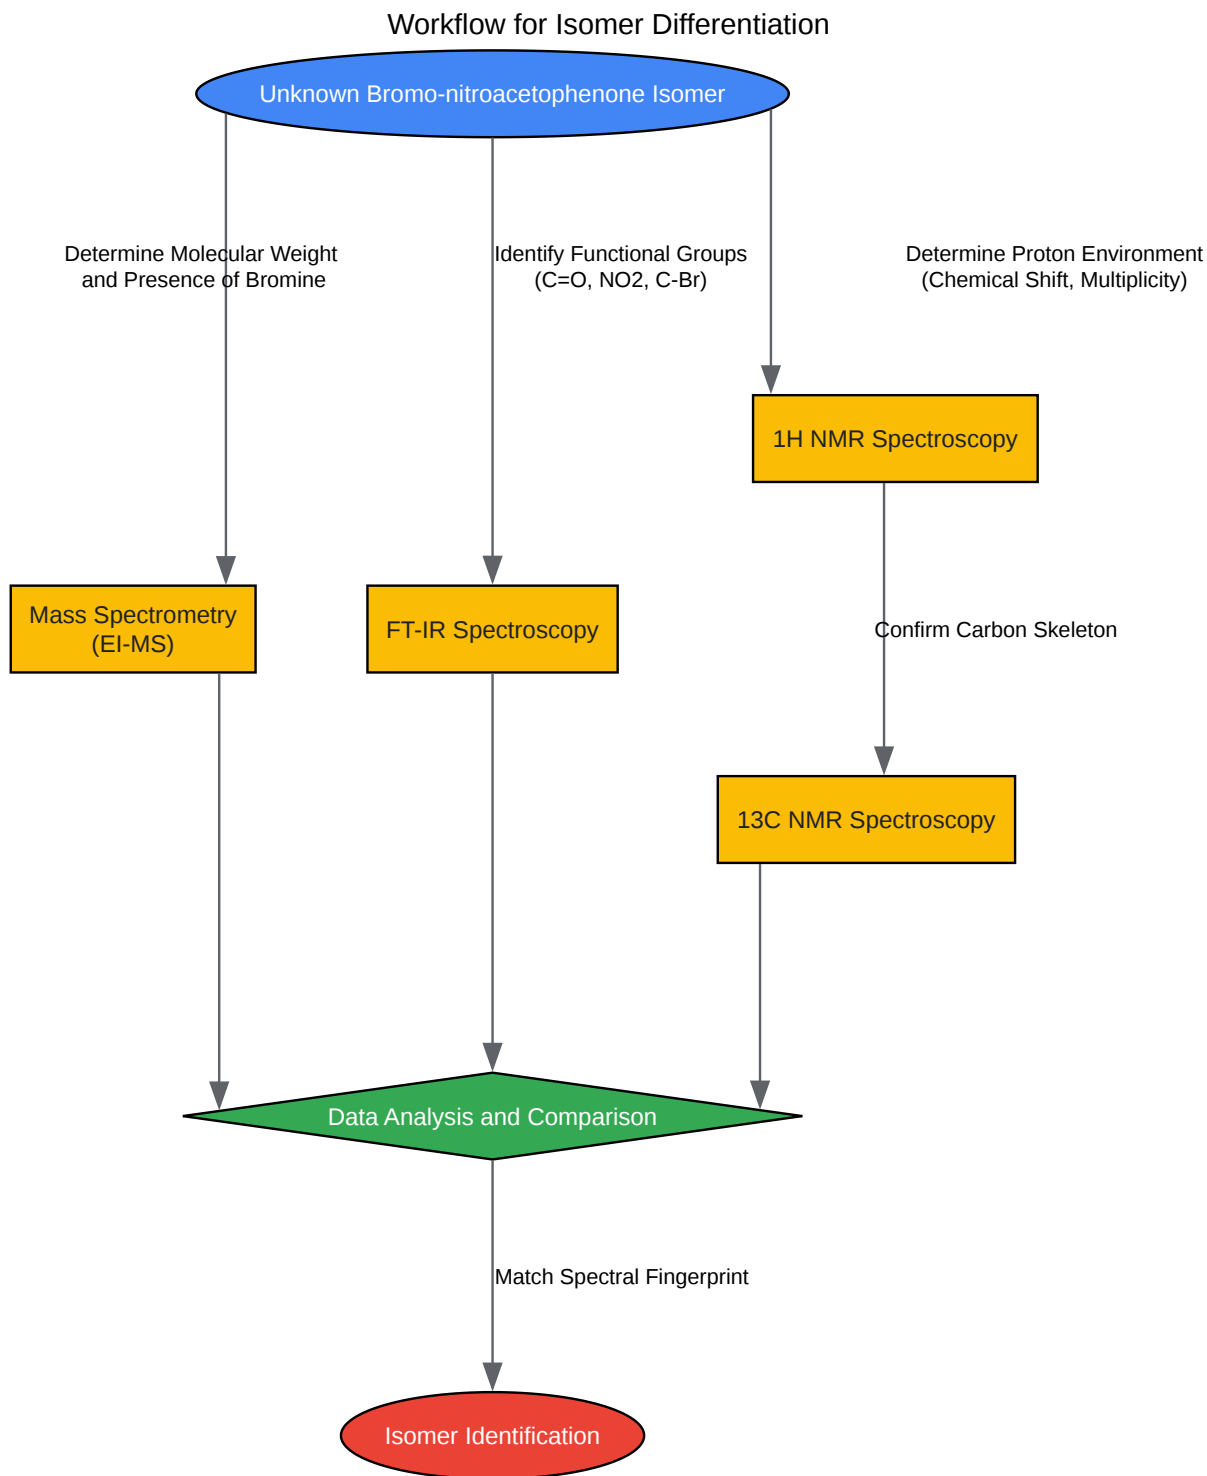 Workflow for Isomer Differentiation
Unknown Bromo-nitroacetophenone Isomer
Determine Molecular Weight
and Presence of Bromine
Identify Functional Groups
(C=O, NO2, C-Br)
Determine Proton Environment
(Chemical Shift, Multiplicity)
1H NMR Spectroscopy
Mass Spectrometry
(EI-MS)
FT-IR Spectroscopy
Confirm Carbon Skeleton
13C NMR Spectroscopy
Data Analysis and Comparison
Match Spectral Fingerprint
Isomer Identification